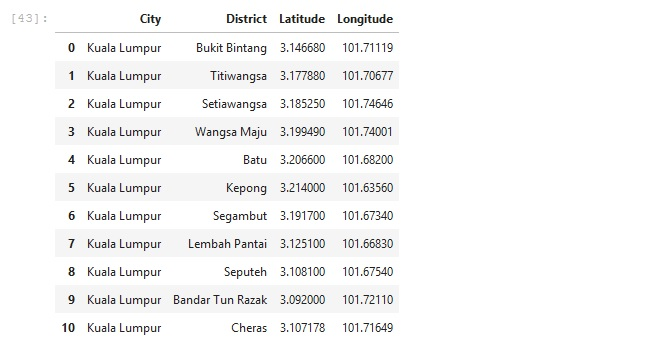 [43]: City District Latitude Longitude
0 Kuala Lumpur Bukit Bintang 3.146680 101.71119
1 Kuala Lumpur Titiwangsa 3.177880 101.70677
2 Kuala Lumpur Setiawangsa 3.185250 101.74646
3 Kuala Lumpur Wangsa Maju 3.199490 101.74001
4 Kuala Lumpur Batu 3.206600 101.68200
5 Kuala Lumpur Kepong 3.214000 101.63560
6 Kuala Lumpur Segambut 3.191700 101.67340
7 Kuala Lumpur Lembah Pantai 3.125100 101.66830
8 Kuala Lumpur Seputeh 3.108100 101.67540
9 Kuala Lumpur Bandar Tun Razak 3.092000 101.72110
10 Kuala Lumpur Cheras 3.107178 101.71649